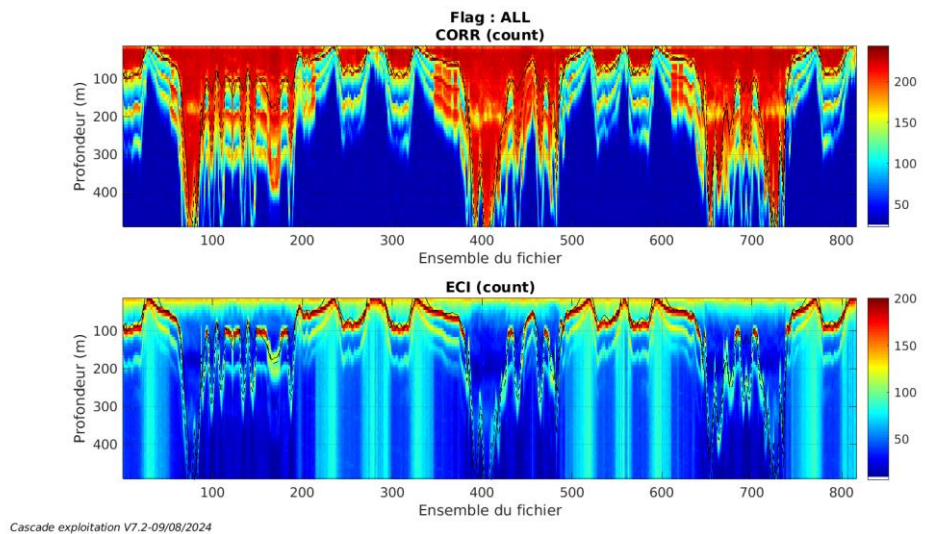 Flag : ALL
CORR (count)
Profondeur (m)
100
200
300
400
100 200 300 400 500 600 700 800
Ensemble du fichier
200
150
100
50
ECI (count)
Profondeur (m)
100
200
300
400
100 200 300 400 500 600 700 800
Ensemble du fichier
200
150
100
50
Cascade exploitation V7.2-09/08/2024